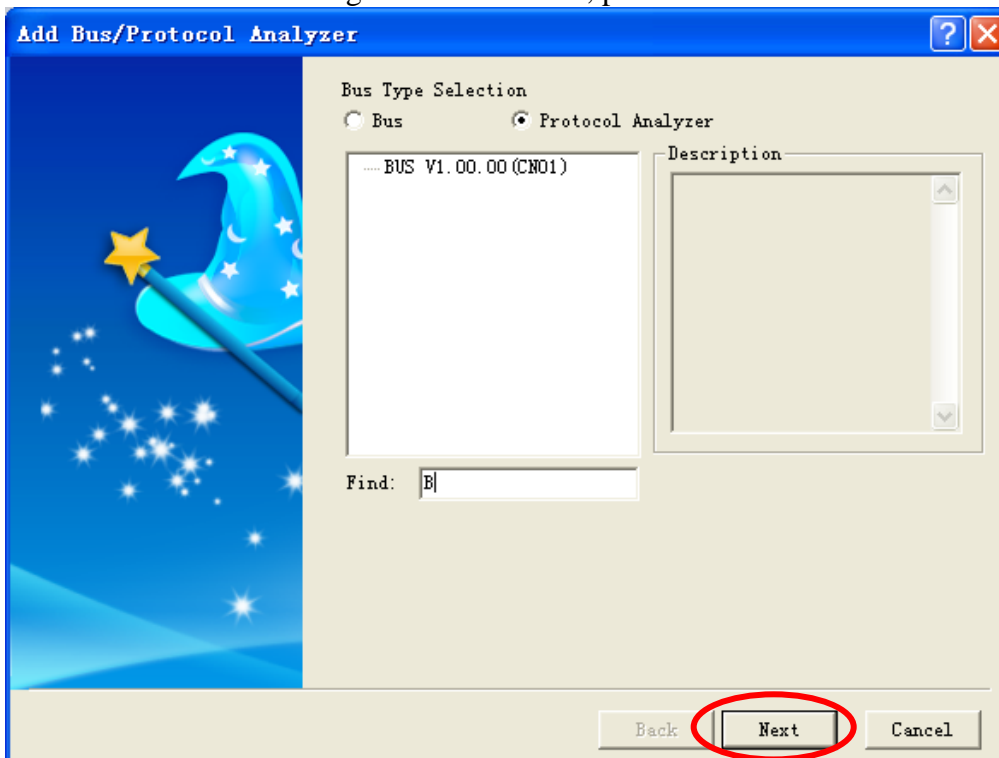 Add Bus/Protocol Analyzer
Bus Type Selection
Bus Protocol Analyzer
BUS V1.00.00(CN01)
Description
Find: B
Back Next Cancel